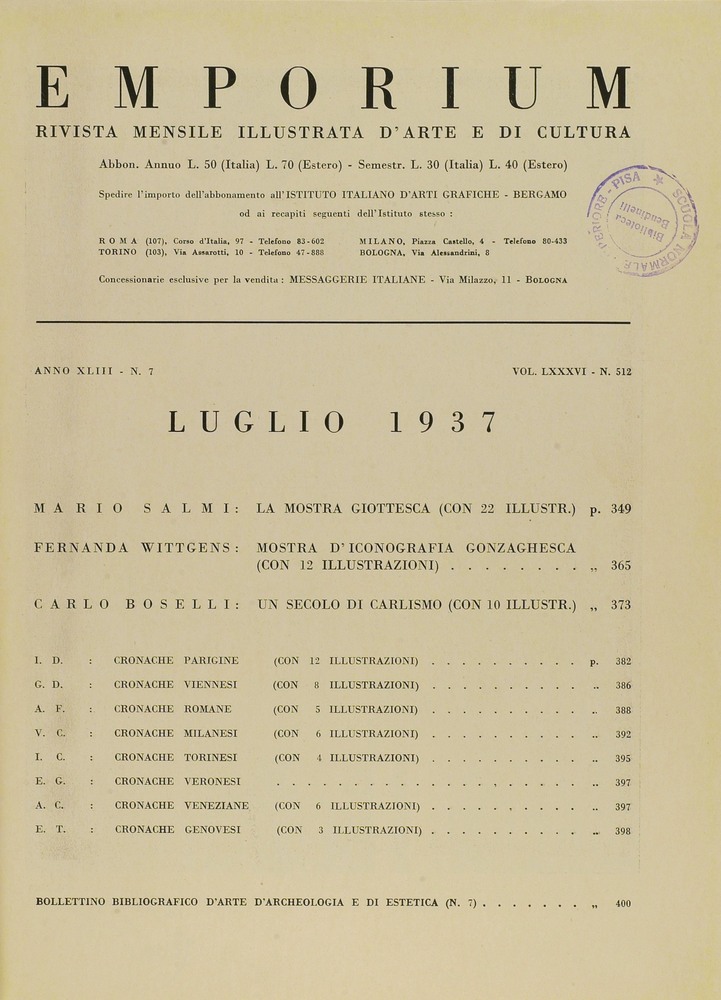 EMPORIUM
RIVISTA MENSILE ILLUSTRATA D'ARTE E DI CULTURA
Abbon. Annuo L. 50 (Italia) L. 70 (Estero) - Semestr. L. 30 (Italia) L. 40 (Estero)
Spedire l'importo dell'abbonamento all'ISTITUTO ITALIANO D'ARTI GRAFICHE - BERGAMO
od ai recapiti seguenti dell'Istituto stesso :
ROMA (107), Corso d'Italia, 97 - Telefono 83-602 MILANO, Piazza Castello, 4 - Telefono 80-433
TORINO (103), Via Assarotti, 10 - Telefono 47-888 BOLOGNA, Via Alessandrini, 8
Concessionarie esclusive per la vendita : MESSAGGERIE ITALIANE - Via Milazzo, 11 - BOLOGNA
SCUOLA NORMALE - PERIORB - PISA *
Biblioteca
Bendinelli
ANNO XLIII - N. 7 VOL. LXXXVI - N. 512
LUGLIO 1937
MARIO SALMI: LA MOSTRA GIOTTESCA (CON 22 ILLUSTR.) p. 349
FERNANDA WITTGENS: MOSTRA D'ICONOGRAFIA GONZAGHESCA
(CON 12 ILLUSTRAZIONI) . . . . . . . . „ 365
CARLO BOSELLI: UN SECOLO DI CARLISMO (CON 10 ILLUSTR.) „ 373
I. D. : CRONACHE PARIGINE (CON 12 ILLUSTRAZIONI) . . . . . . . . . . p. 382
G. D. : CRONACHE VIENNESI (CON 8 ILLUSTRAZIONI) . . . . . . . . . . „ 386
A. F. : CRONACHE ROMANE (CON 5 ILLUSTRAZIONI) . . . . . . . . . . „ 388
V. C. : CRONACHE MILANESI (CON 6 ILLUSTRAZIONI) . . . . . . . . . . „ 392
I. C. : CRONACHE TORINESI (CON 4 ILLUSTRAZIONI) . . . . . . . . . . „ 395
E. G. : CRONACHE VERONESI . . . . . . . . . . . . . . . . . . . . „ 397
A. C. : CRONACHE VENEZIANE (CON 6 ILLUSTRAZIONI) . . . . . . . . . . „ 397
E. T. : CRONACHE GENOVESI (CON 3 ILLUSTRAZIONI) . . . . . . . . . . „ 398
BOLLETTINO BIBLIOGRAFICO D'ARTE D'ARCHEOLOGIA E DI ESTETICA (N. 7) . . . . . . . „ 400